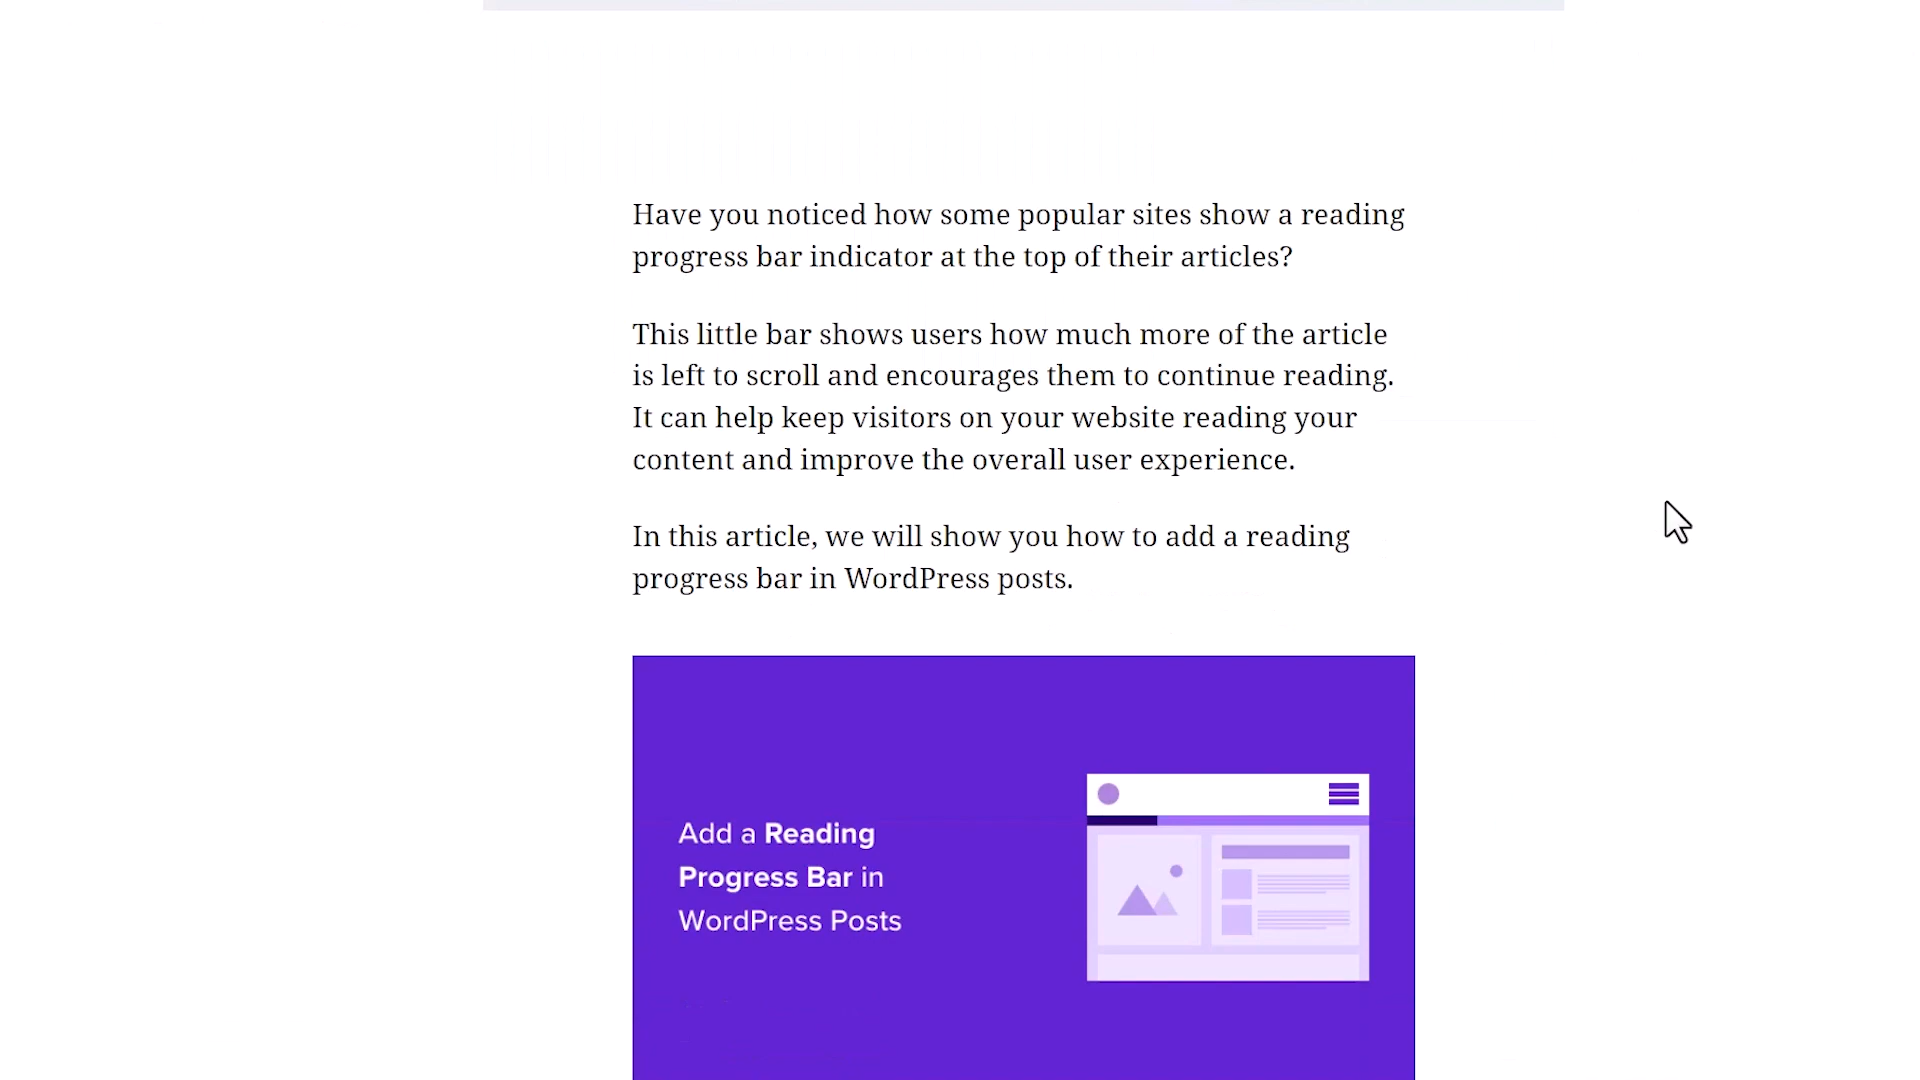 Have you noticed how some popular sites show a reading
progress bar indicator at the top of their articles?
This little bar shows users how much more of the article
is left to scroll and encourages them to continue reading.
It can help keep visitors on your website reading your
content and improve the overall user experience.
In this article, we will show you how to add a reading
progress bar in WordPress posts.
Add a Reading
Progress Bar in
WordPress Posts